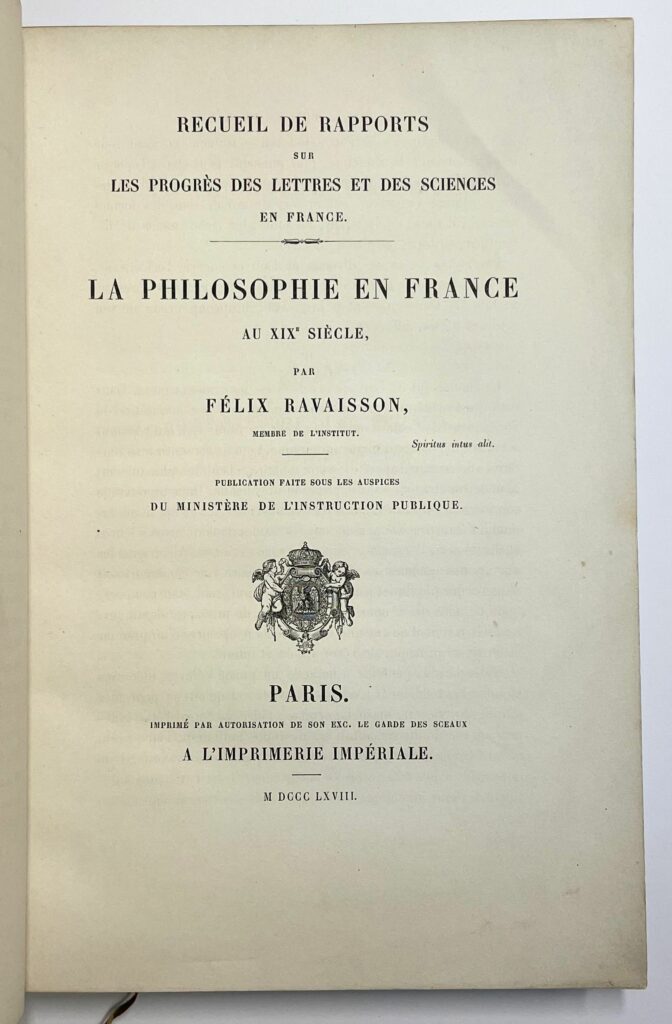 RECUEIL DE RAPPORTS
SUR
LES PROGRÈS DES LETTRES ET DES SCIENCES
EN FRANCE.
LA PHILOSOPHIE EN FRANCE
AU XIXE SIÈCLE,
PAR
FÉLIX RAVAISSON,
MEMBRE DE L'INSTITUT.
Spiritus intus alit.
PUBLICATION FAITE SOUS LES AUSPICES
DU MINISTÈRE DE L'INSTRUCTION PUBLIQUE.
PARIS.
IMPRIMÉ PAR AUTORISATION DE SON EXC. LE GARDE DES SCEAUX
A L'IMPRIMERIE IMPÉRIALE.
M DCCC LXVIII.